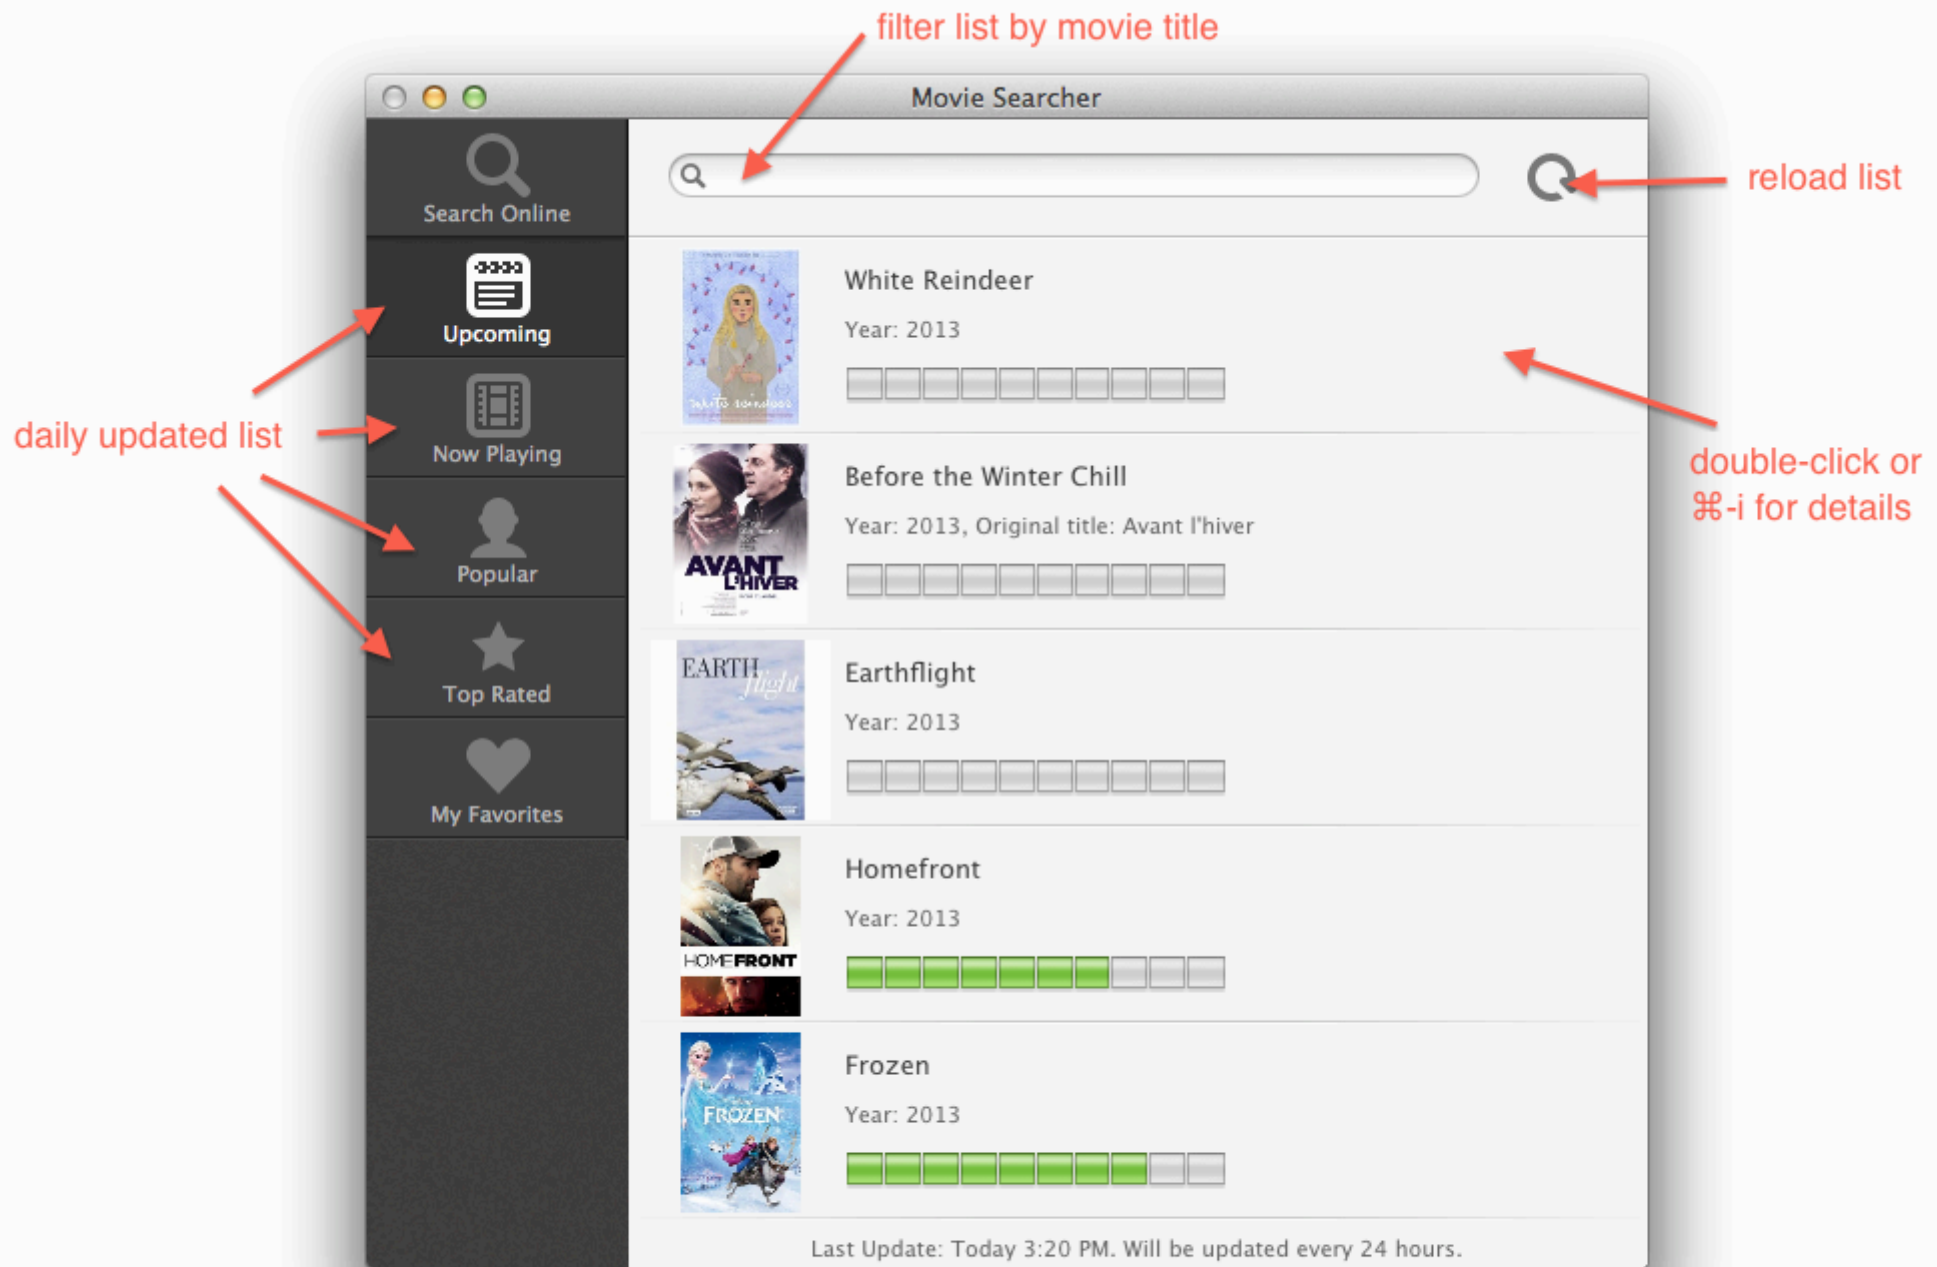 filter list by movie title
Movie Searcher
reload list
Search Online
Upcoming
Now Playing
Popular
Top Rated
My Favorites
daily updated list
White Reindeer
Year: 2013
white reindeer
Before the Winter Chill
Year: 2013, Original title: Avant l'hiver
AVANT
L'HIVER
double-click or
⌘-i for details
EARTH
flight
Earthflight
Year: 2013
Homefront
Year: 2013
HOMEFRONT
Frozen
Year: 2013
FROZEN
Last Update: Today 3:20 PM. Will be updated every 24 hours.